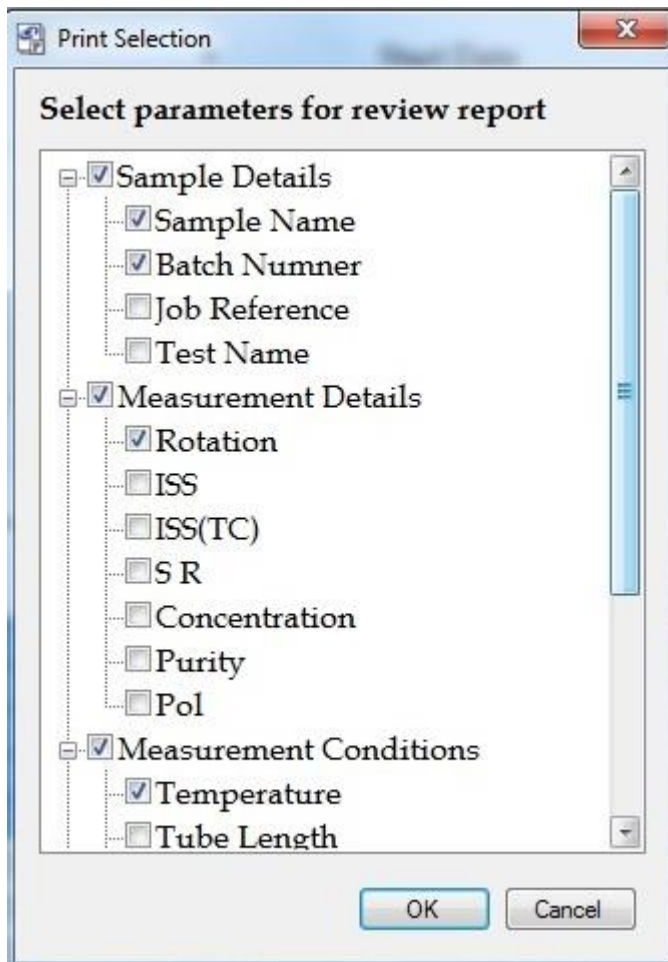 Print Selection
Select parameters for review report
Sample Details
Sample Name
Batch Numner
Job Reference
Test Name
Measurement Details
Rotation
ISS
ISS(TC)
S R
Concentration
Purity
Pol
Measurement Conditions
Temperature
Tube Length
OK Cancel